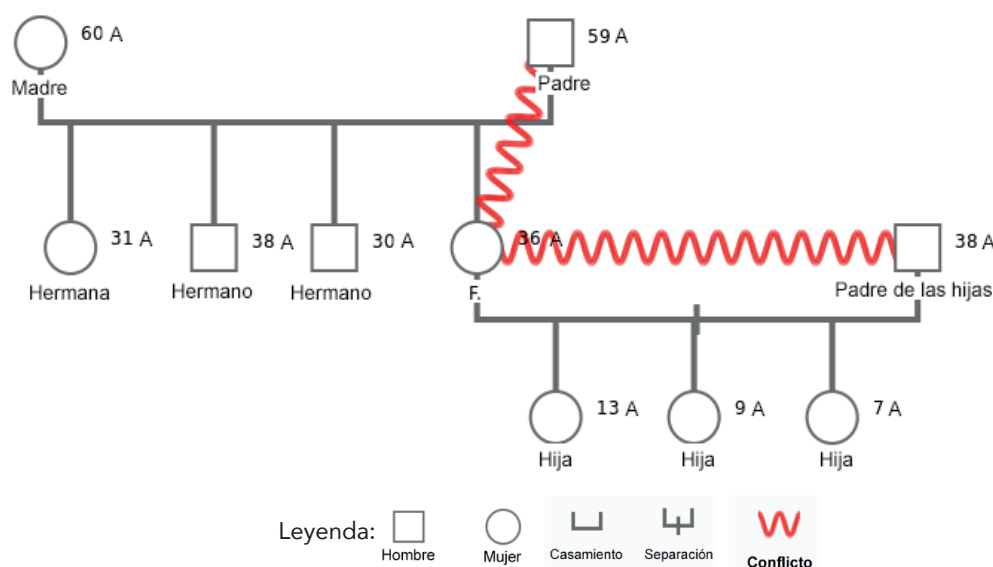 60 A
59 A
Madre
Padre
31 A
38 A
30 A
36 A
38 A
Hermana
Hermano
Hermano
F.
Padre de las hijas
13 A
9 A
7 A
Hija
Hija
Hija
Leyenda:
Hombre
Mujer
Casamiento
Separación
Conflicto